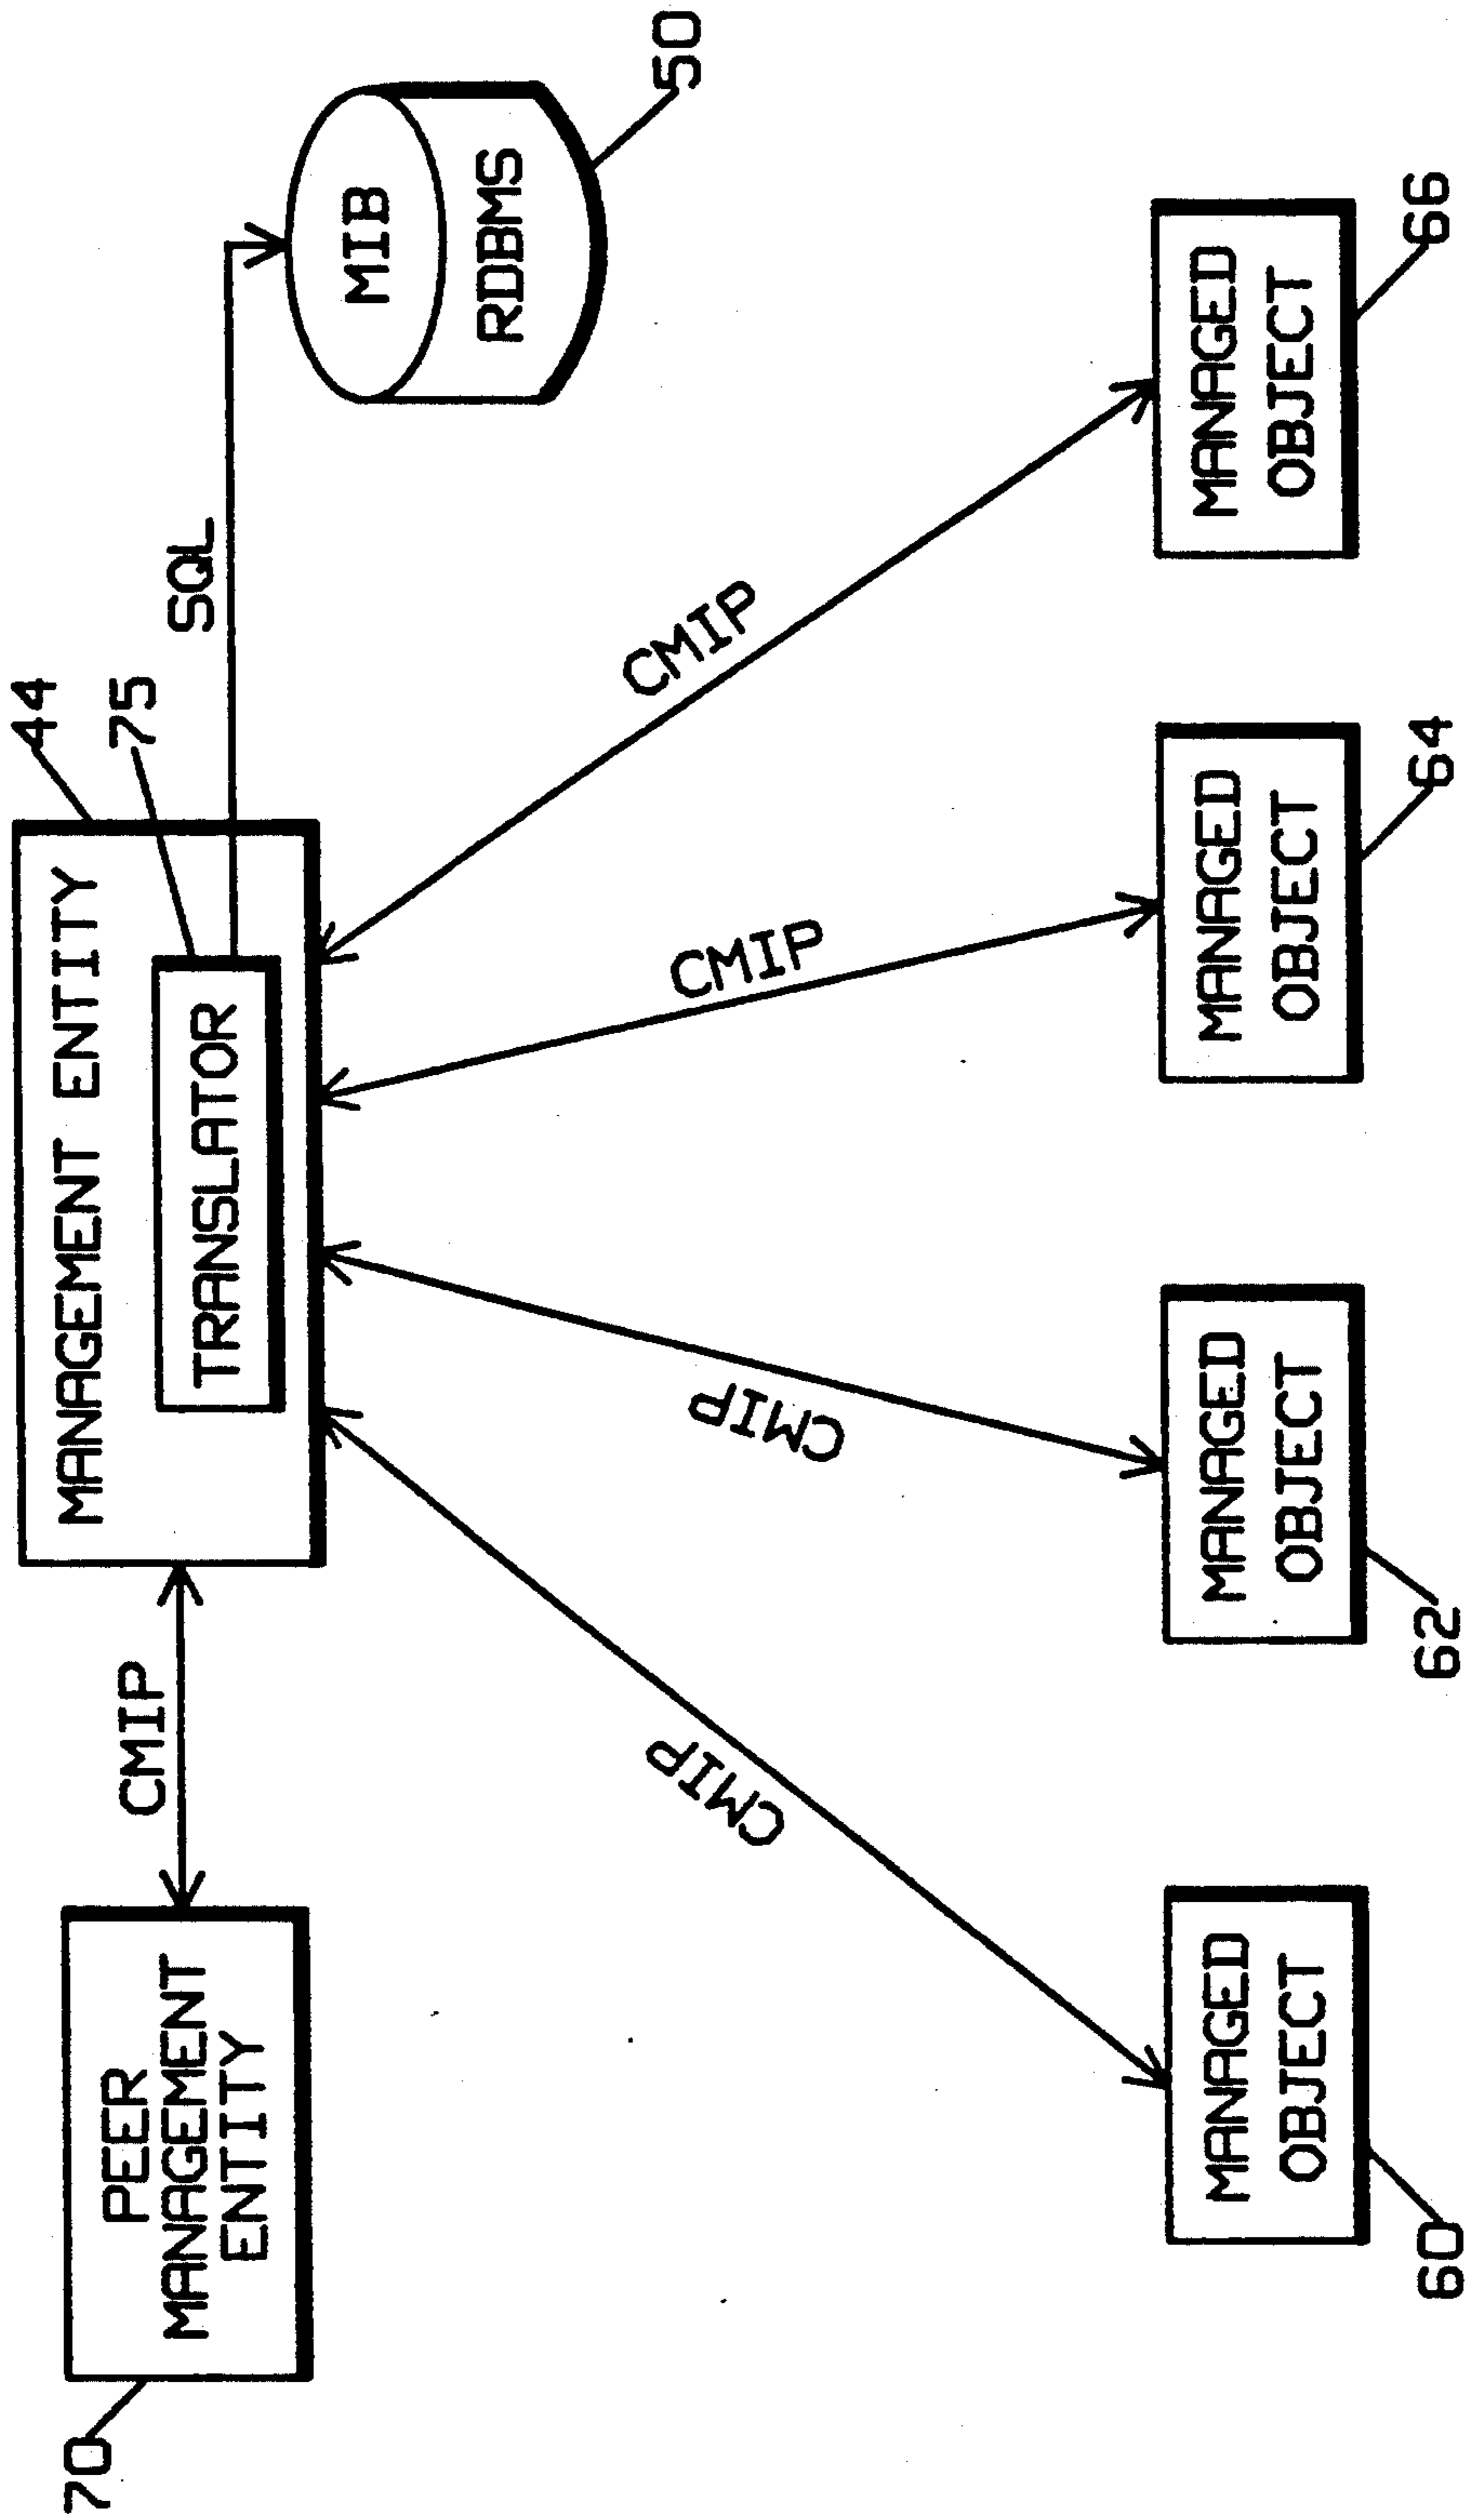 44
75
PEER
MANAGEMENT
ENTITY
70
CMIP
MANAGEMENT ENTITY
TRANSLATOR
SQL
MIB
RDBMS
50
CMIP
CMIP
CMIP
CMIP
MANAGED
OBJECT
60
MANAGED
OBJECT
62
MANAGED
OBJECT
64
MANAGED
OBJECT
66